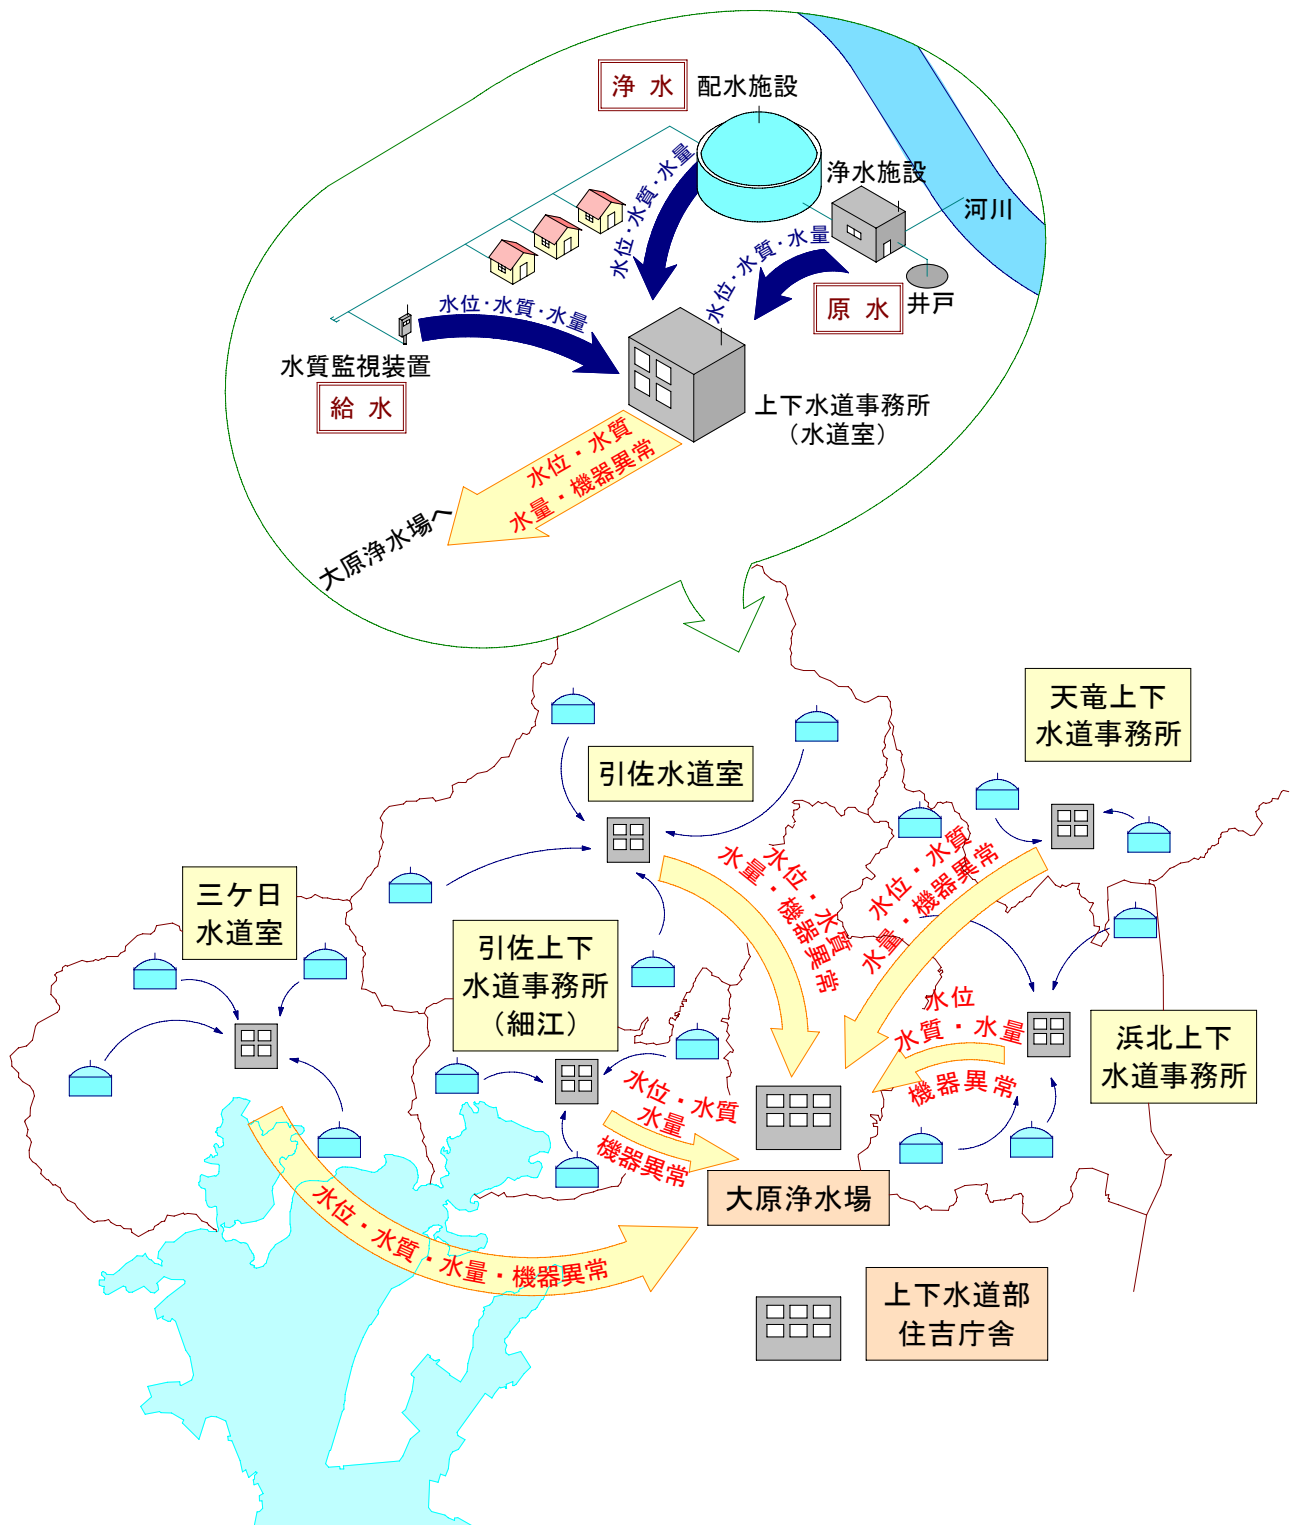 浄 水
配水施設
水位・水質・水量
浄水施設
河川
水位・水質・水量
原 水
井戸
水位・水質・水量
水質監視装置
給 水
上下水道事務所
（水道室）
水位・水質
水量・機器異常
大原浄水場へ
天竜上下
水道事務所
引佐水道室
水位・水質
水量・機器異常
水位・水質
水量・機器異常
三ケ日
水道室
引佐上下
水道事務所
（細江）
水位
水質・水量
機器異常
浜北上下
水道事務所
水位・水質
水量
機器異常
大原浄水場
水位・水質・水量・機器異常
上下水道部
住吉庁舎